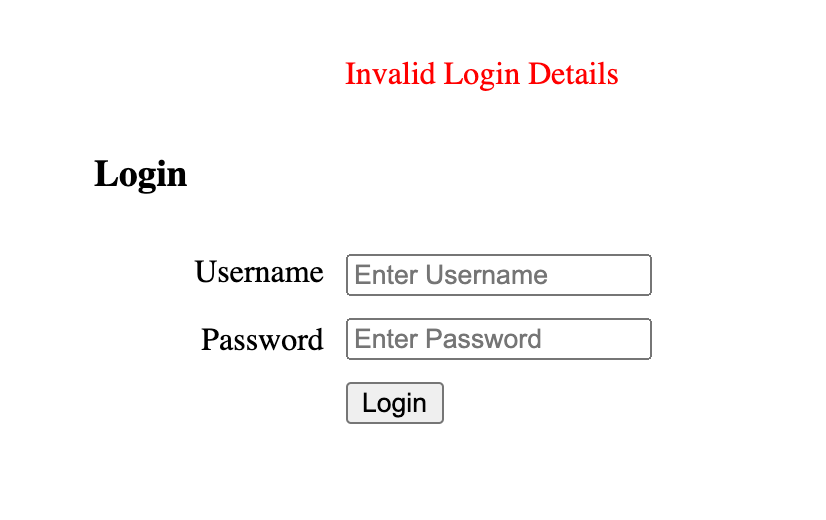 Invalid Login Details
Login
Username Enter Username
Password Enter Password
Login